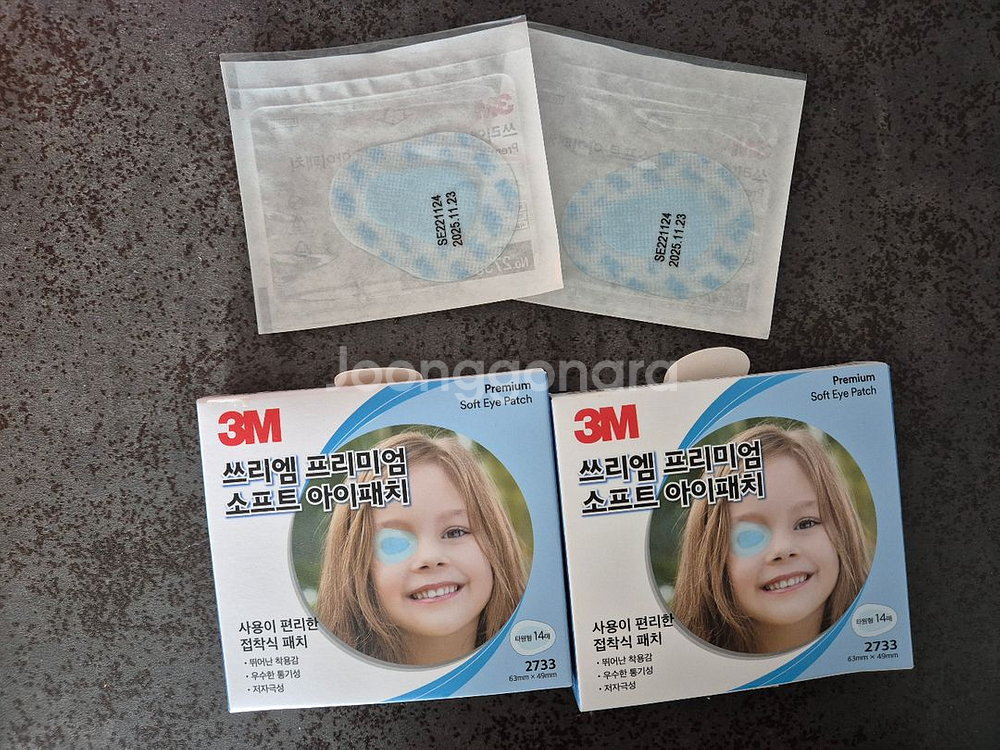 SE221124
2025.11.23
SE221124
2025.11.23
Joonggonara
3M
Premium
Soft Eye Patch
쓰리엠 프리미엄
소프트 아이패치
사용이 편리한
접착식 패치
· 뛰어난 착용감
· 우수한 통기성
· 저자극성
타원형 14매
2733
63mm × 49mm
3M
Premium
Soft Eye Patch
쓰리엠 프리미엄
소프트 아이패치
사용이 편리한
접착식 패치
· 뛰어난 착용감
· 우수한 통기성
· 저자극성
타원형 14매
2733
63mm × 49mm